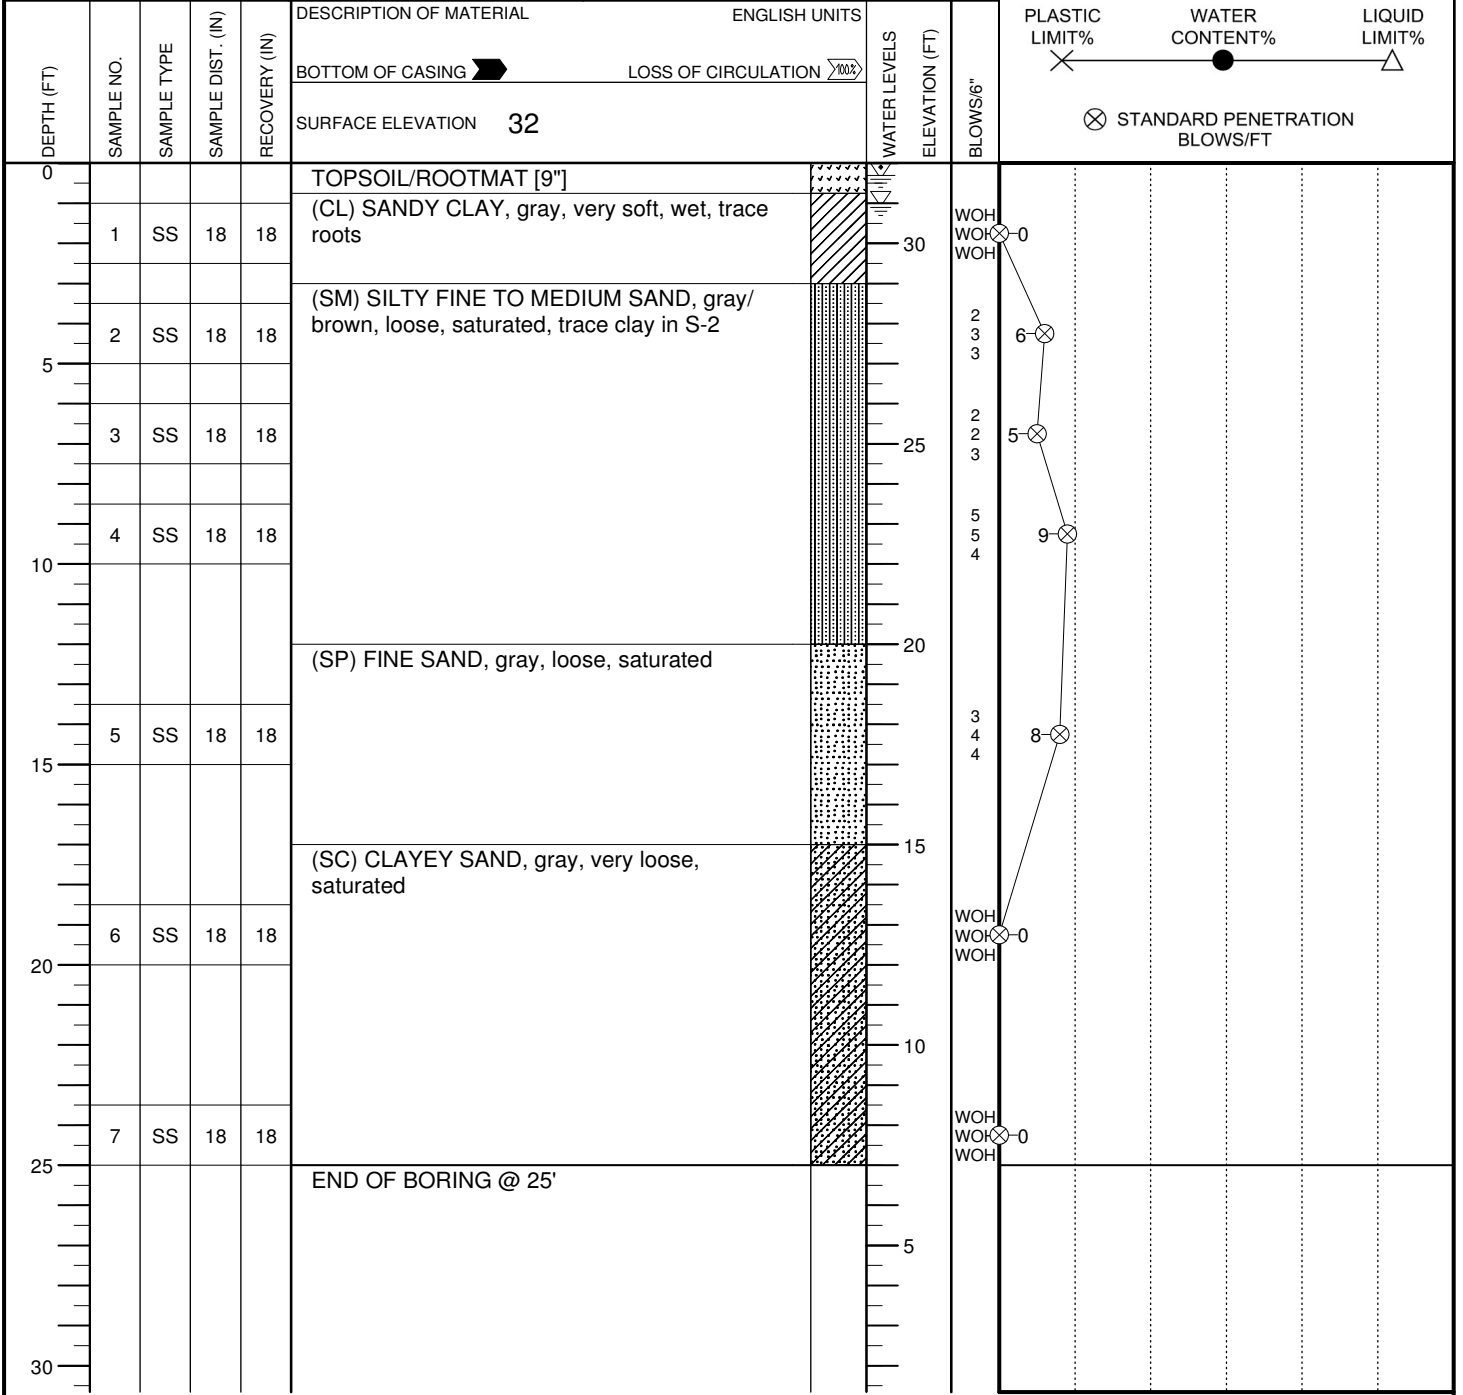 DEPTH (FT)
SAMPLE NO.
SAMPLE TYPE
SAMPLE DIST. (IN)
RECOVERY (IN)
DESCRIPTION OF MATERIAL ENGLISH UNITS
BOTTOM OF CASING LOSS OF CIRCULATION 100%
SURFACE ELEVATION 32
WATER LEVELS
ELEVATION (FT)
BLOWS/6"
PLASTIC LIMIT%
WATER CONTENT%
LIQUID LIMIT%
STANDARD PENETRATION
BLOWS/FT
0
TOPSOIL/ROOTMAT [9"]
(CL) SANDY CLAY, gray, very soft, wet, trace
roots
1 SS 18 18
30
WOH
WOH
WOH
0
(SM) SILTY FINE TO MEDIUM SAND, gray/
brown, loose, saturated, trace clay in S-2
2 SS 18 18
2
3
3
6
5
3 SS 18 18
25
2
2
3
5
4 SS 18 18
5
5
4
9
10
20
(SP) FINE SAND, gray, loose, saturated
5 SS 18 18
3
4
4
8
15
15
(SC) CLAYEY SAND, gray, very loose,
saturated
6 SS 18 18
WOH
WOH
WOH
0
20
10
7 SS 18 18
WOH
WOH
WOH
0
25
END OF BORING @ 25'
5
30